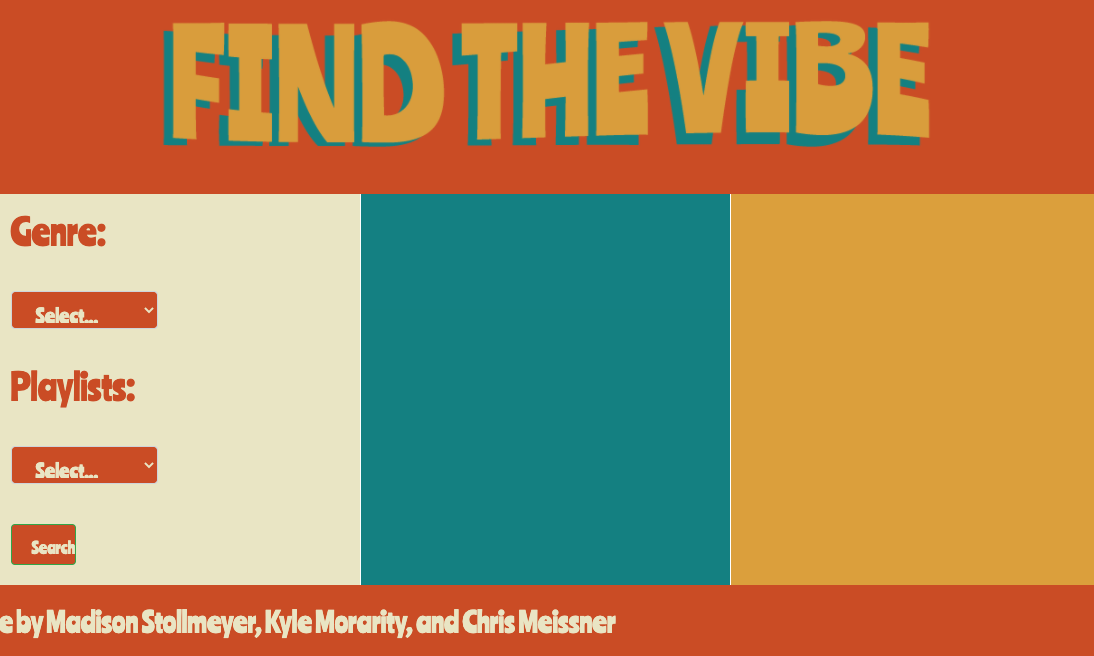 FIND THE VIBE
Genre:
Select...
Playlists:
Select...
Search
e by Madison Stollmeyer, Kyle Morarity, and Chris Meissner